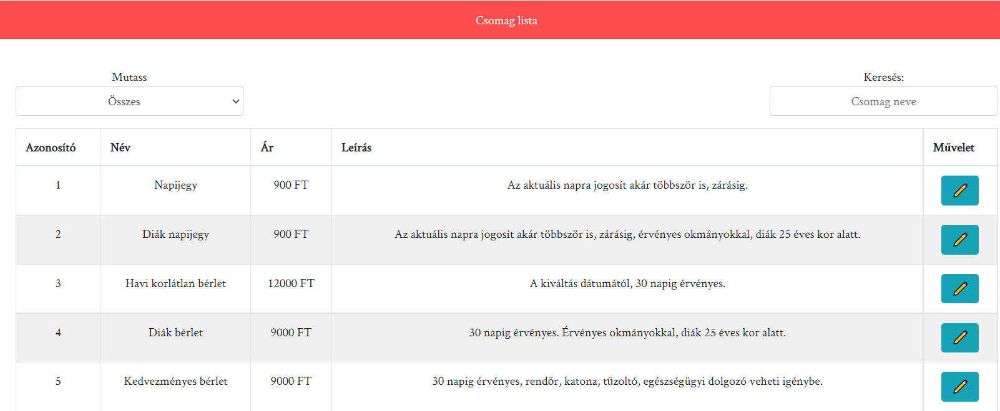 Csomag lista
Mutass
Keresés:
Összes
Csomag neve
Azonosító Név Ár Leírás Művelet
1 Napijegy 900 FT Az aktuális napra jogosít akár többször is, zárásig.
2 Diák napijegy 900 FT Az aktuális napra jogosít akár többször is, zárásig, érvényes okmányokkal, diák 25 éves kor alatt.
3 Havi korlátlan bérlet 12000 FT A kiváltás dátumától, 30 napig érvényes.
4 Diák bérlet 9000 FT 30 napig érvényes. Érvényes okmányokkal, diák 25 éves kor alatt.
5 Kedvezményes bérlet 9000 FT 30 napig érvényes, rendőr, katona, tűzoltó, egészségügyi dolgozó veheti igénybe.